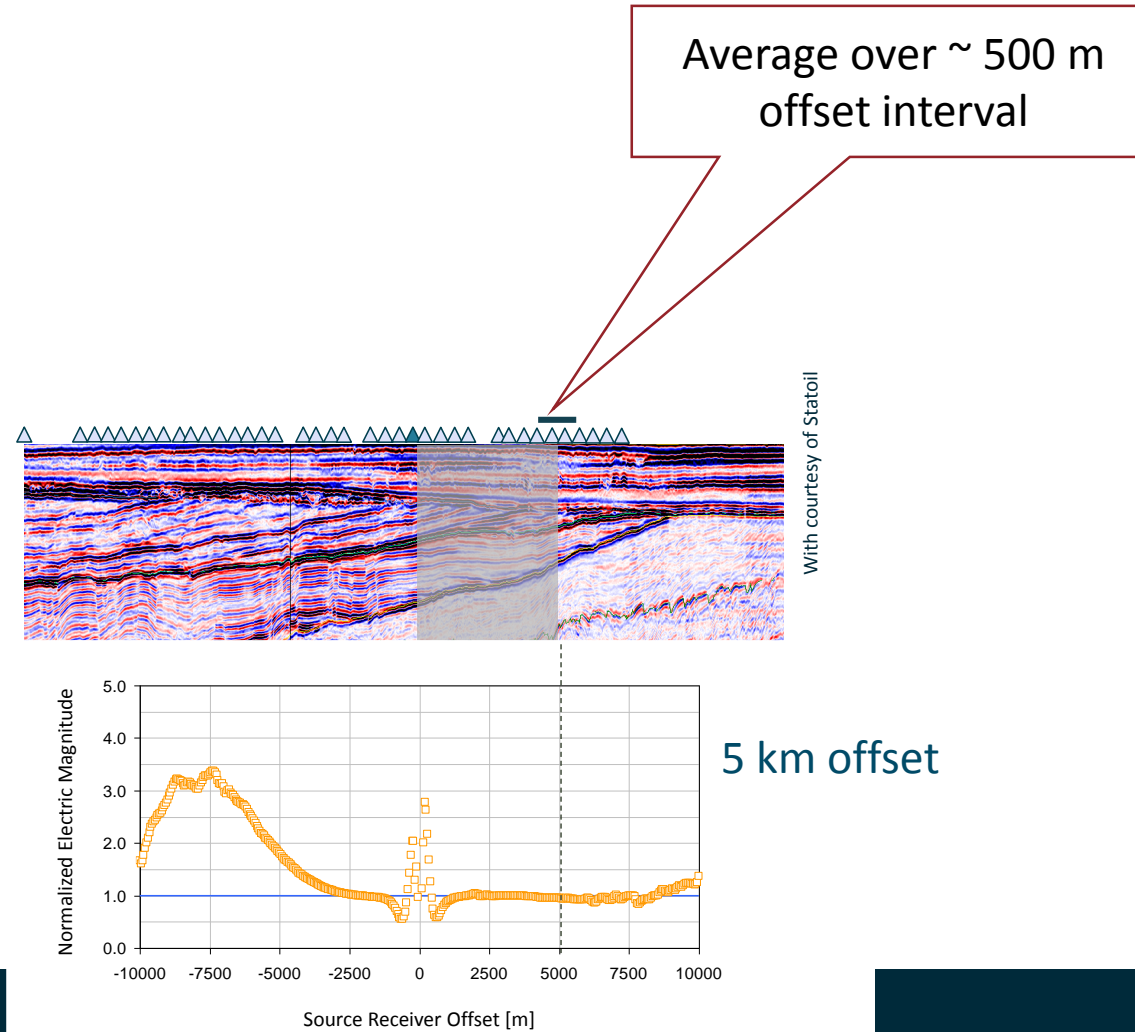 Average over ~ 500 m
offset interval
With courtesy of Statoil
Normalized Electric Magnitude
5.0
4.0
3.0
2.0
1.0
0.0
-10000 -7500 -5000 -2500 0 2500 5000 7500 10000
Source Receiver Offset [m]
5 km offset